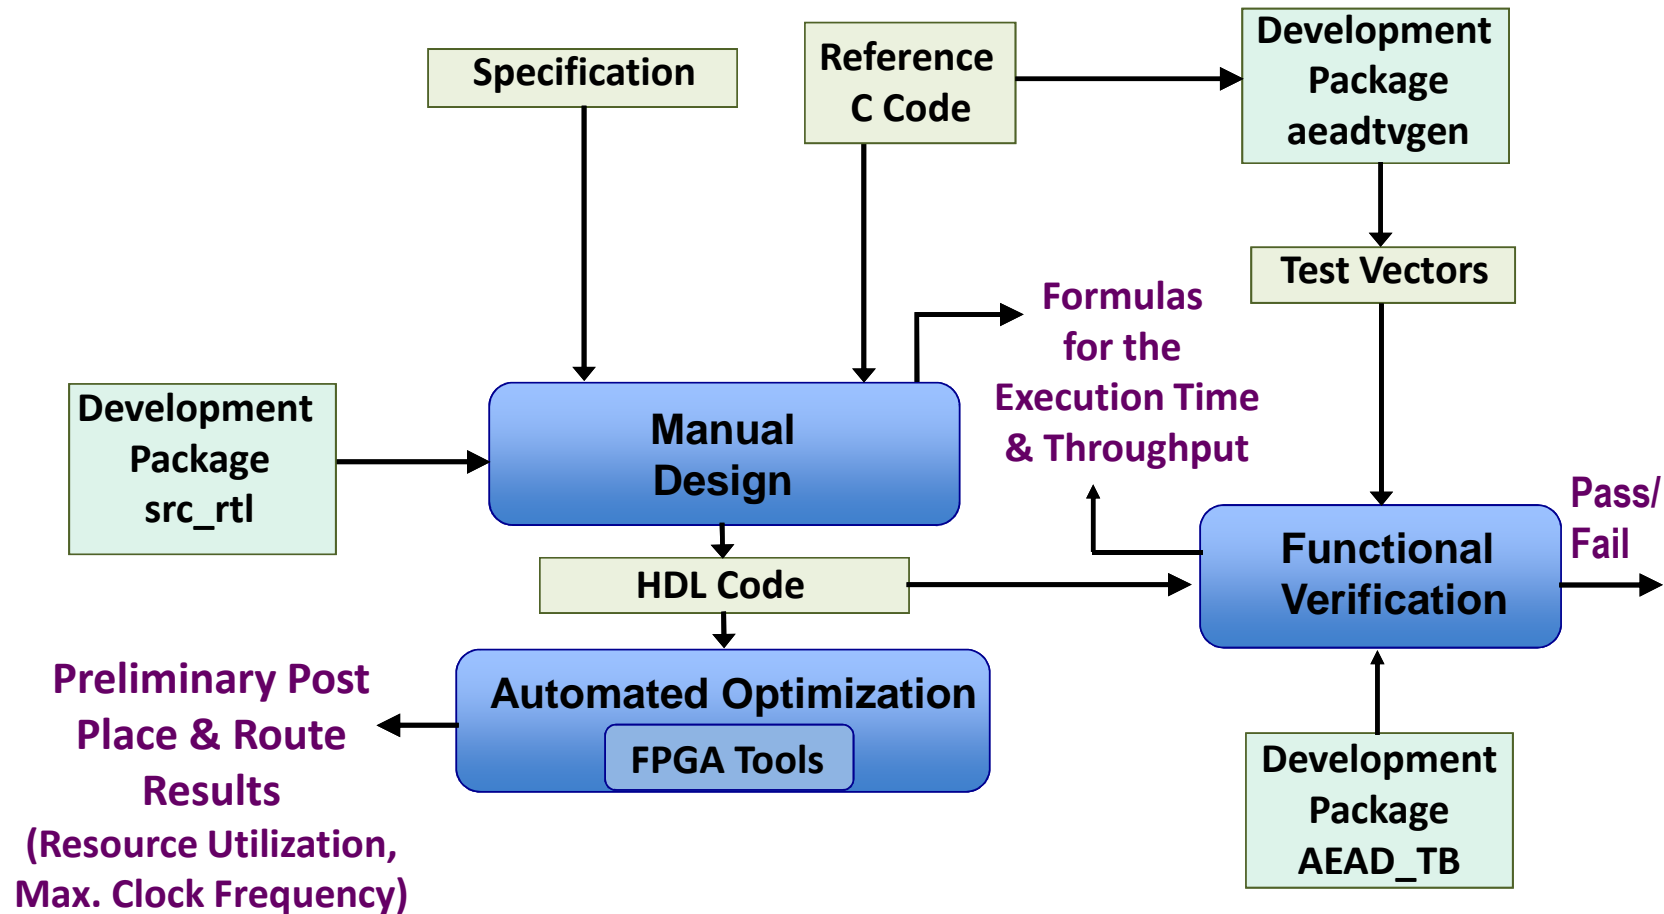 Specification
Reference
C Code
Development
Package
aeadtvgen
Test Vectors
Formulas
for the
Execution Time
& Throughput
Development
Package
src_rtl
Manual
Design
Pass/
Fail
Functional
Verification
HDL Code
Preliminary Post
Place & Route
Results
(Resource Utilization,
Max. Clock Frequency)
Automated Optimization
FPGA Tools
Development
Package
AEAD_TB